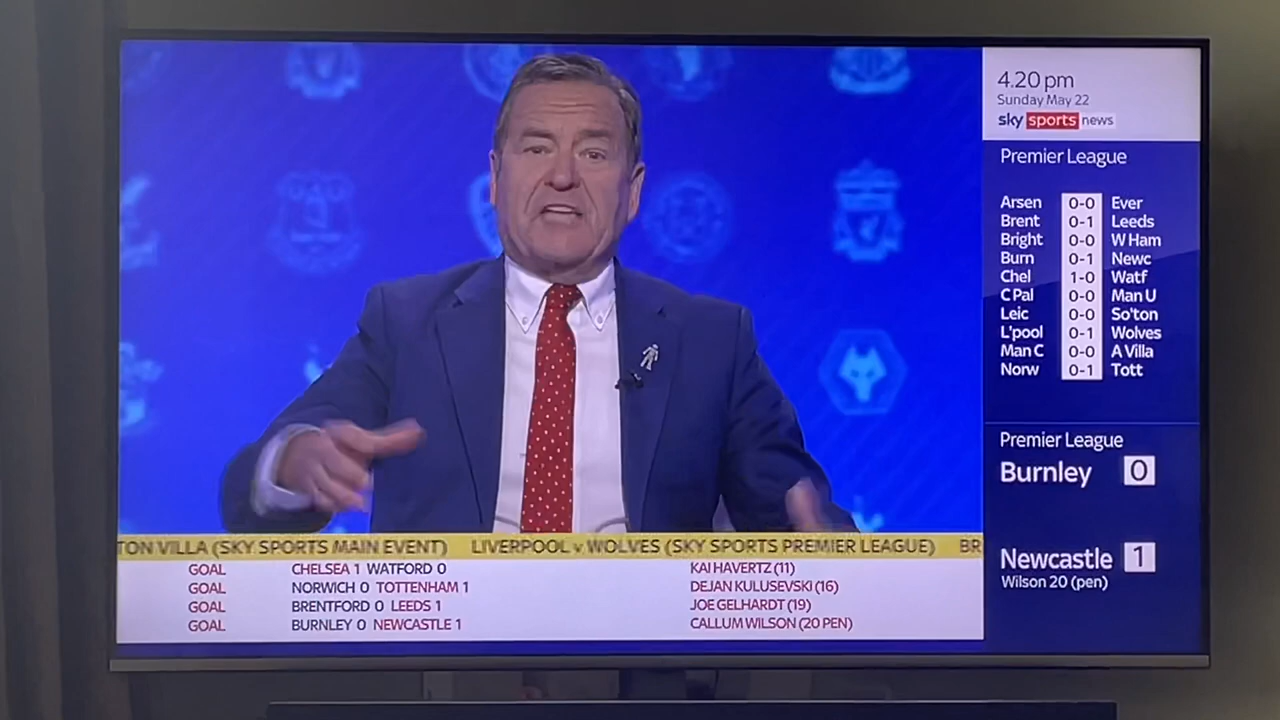 4.20 pm
Sunday May 22
sky sports news
Premier League
Arsen 0-0 Ever
Brent 0-1 Leeds
Bright 0-0 W Ham
Burn 0-1 Newc
Chel 1-0 Watf
C Pal 0-0 Man U
Leic 0-0 So'ton
L'pool 0-1 Wolves
Man C 0-0 A Villa
Norw 0-1 Tott
Premier League
Burnley 0
Newcastle 1
Wilson 20 (pen)
TON VILLA (SKY SPORTS MAIN EVENT) LIVERPOOL v WOLVES (SKY SPORTS PREMIER LEAGUE) BR
GOAL CHELSEA 1 WATFORD 0 KAI HAVERTZ (11)
GOAL NORWICH 0 TOTTENHAM 1 DEJAN KULUSEVSKI (16)
GOAL BRENTFORD 0 LEEDS 1 JOE GELHARDT (19)
GOAL BURNLEY 0 NEWCASTLE 1 CALLUM WILSON (20 PEN)